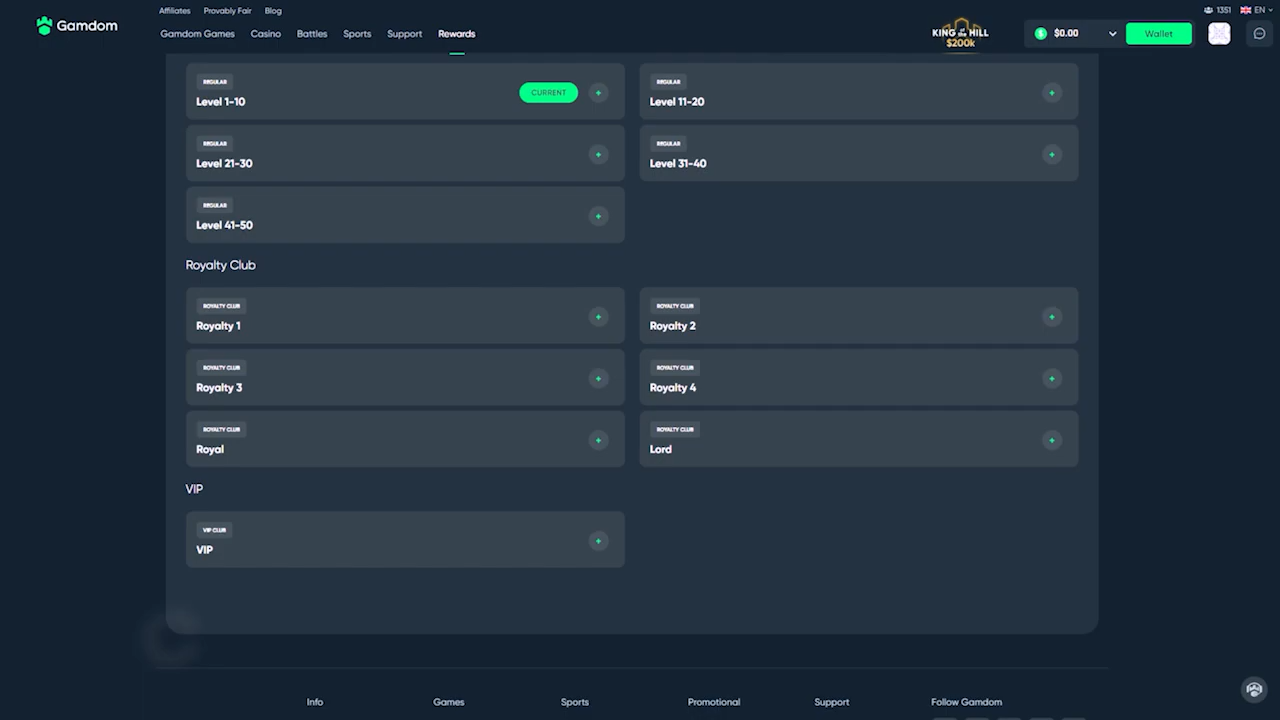 Affiliates Provably Fair Blog
1351 EN
Gamdom
Gamdom Games Casino Battles Sports Support Rewards
KING OF THE HILL
$200k
$0.00
Wallet
REGULAR
Level 1-10
CURRENT
REGULAR
Level 11-20
REGULAR
Level 21-30
REGULAR
Level 31-40
REGULAR
Level 41-50
Royalty Club
ROYALTY CLUB
Royalty 1
ROYALTY CLUB
Royalty 2
ROYALTY CLUB
Royalty 3
ROYALTY CLUB
Royalty 4
ROYALTY CLUB
Royal
ROYALTY CLUB
Lord
VIP
VIP CLUB
VIP
Info Games Sports Promotional Support Follow Gamdom